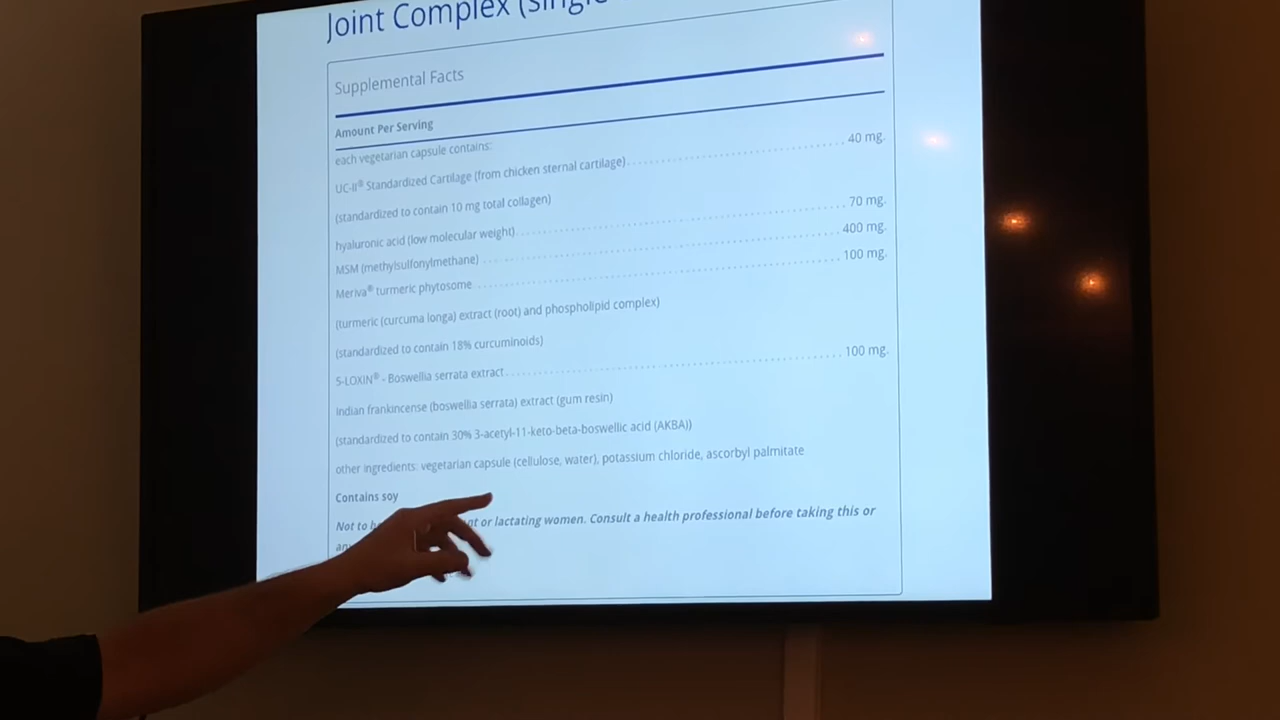 Joint Complex (single
Supplemental Facts
Amount Per Serving
each vegetarian capsule contains:
UC-II® Standardized Cartilage (from chicken sternal cartilage) 40 mg.
(standardized to contain 10 mg total collagen)
hyaluronic acid (low molecular weight) 70 mg.
MSM (methylsulfonylmethane) 400 mg.
Meriva® turmeric phytosome 100 mg.
(turmeric (curcuma longa) extract (root) and phospholipid complex)
(standardized to contain 18% curcuminoids)
5-LOXIN® - Boswellia serrata extract 100 mg.
Indian frankincense (boswellia serrata) extract (gum resin)
(standardized to contain 30% 3-acetyl-11-keto-beta-boswellic acid (AKBA))
other ingredients: vegetarian capsule (cellulose, water), potassium chloride, ascorbyl palmitate
Contains soy
Not to or lactating women. Consult a health professional before taking this or